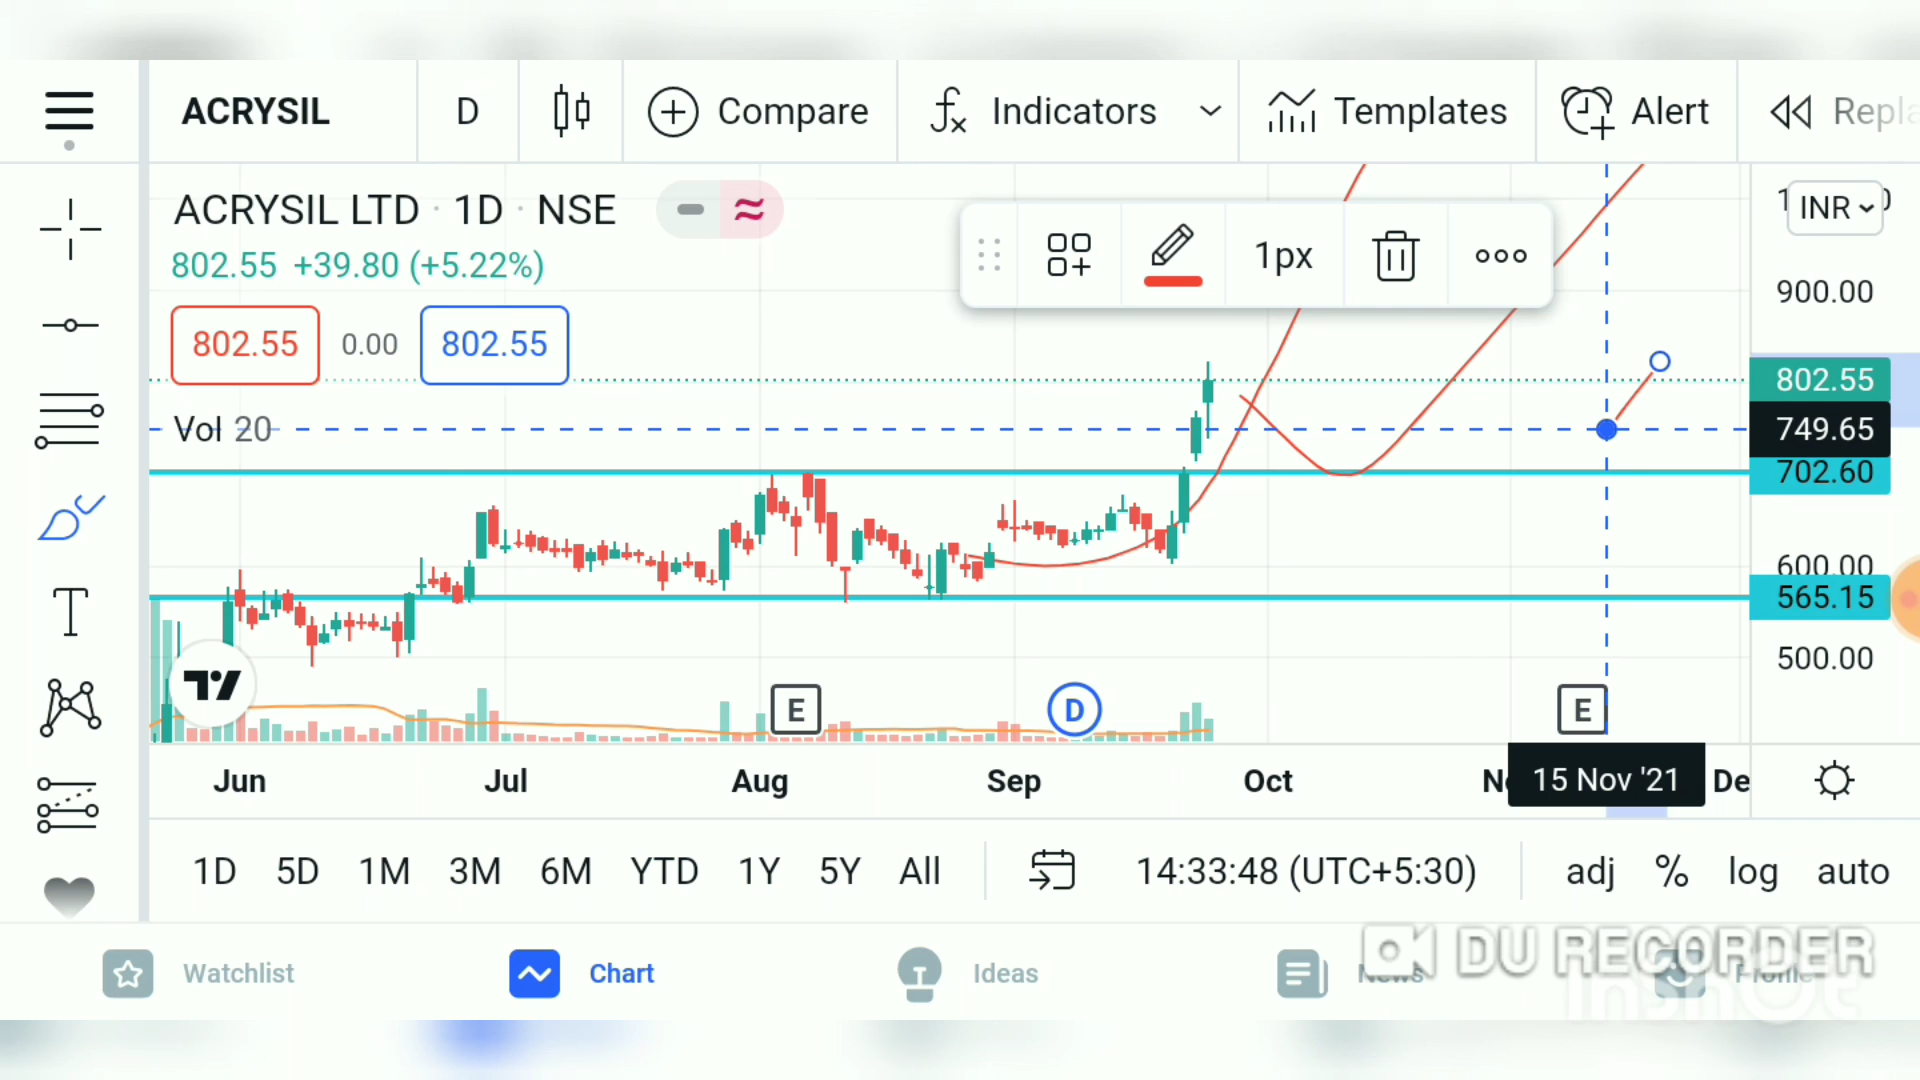 ACRYSIL D Compare Indicators Templates Alert
ACRYSIL LTD · 1D · NSE
INR
802.55 +39.80 (+5.22%)
1px
900.00
802.55 0.00 802.55
802.55
Vol 20
749.65
702.60
600.00
565.15
500.00
E D E
Jun Jul Aug Sep Oct 15 Nov '21
1D 5D 1M 3M 6M YTD 1Y 5Y All 14:33:48 (UTC+5:30) adj % log auto
Watchlist Chart Ideas News Profile
DU RECORDER
InShot